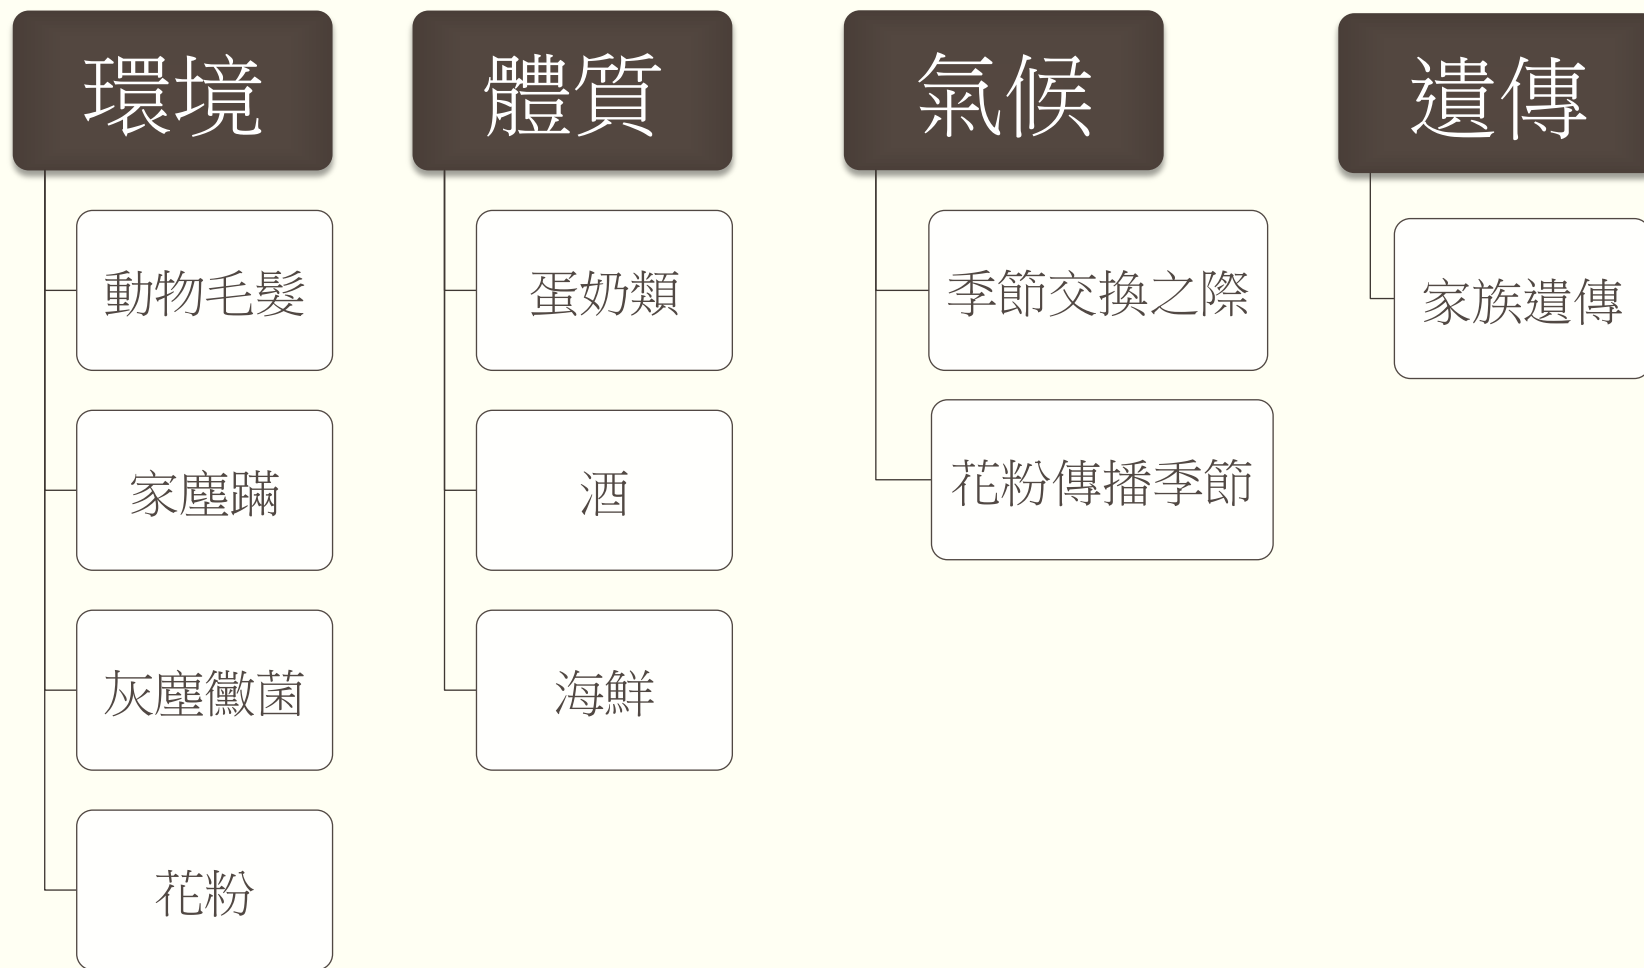 環境
動物毛髮
家塵蹣
灰塵黴菌
花粉
體質
蛋奶類
酒
海鮮
氣候
季節交換之際
花粉傳播季節
遺傳
家族遺傳